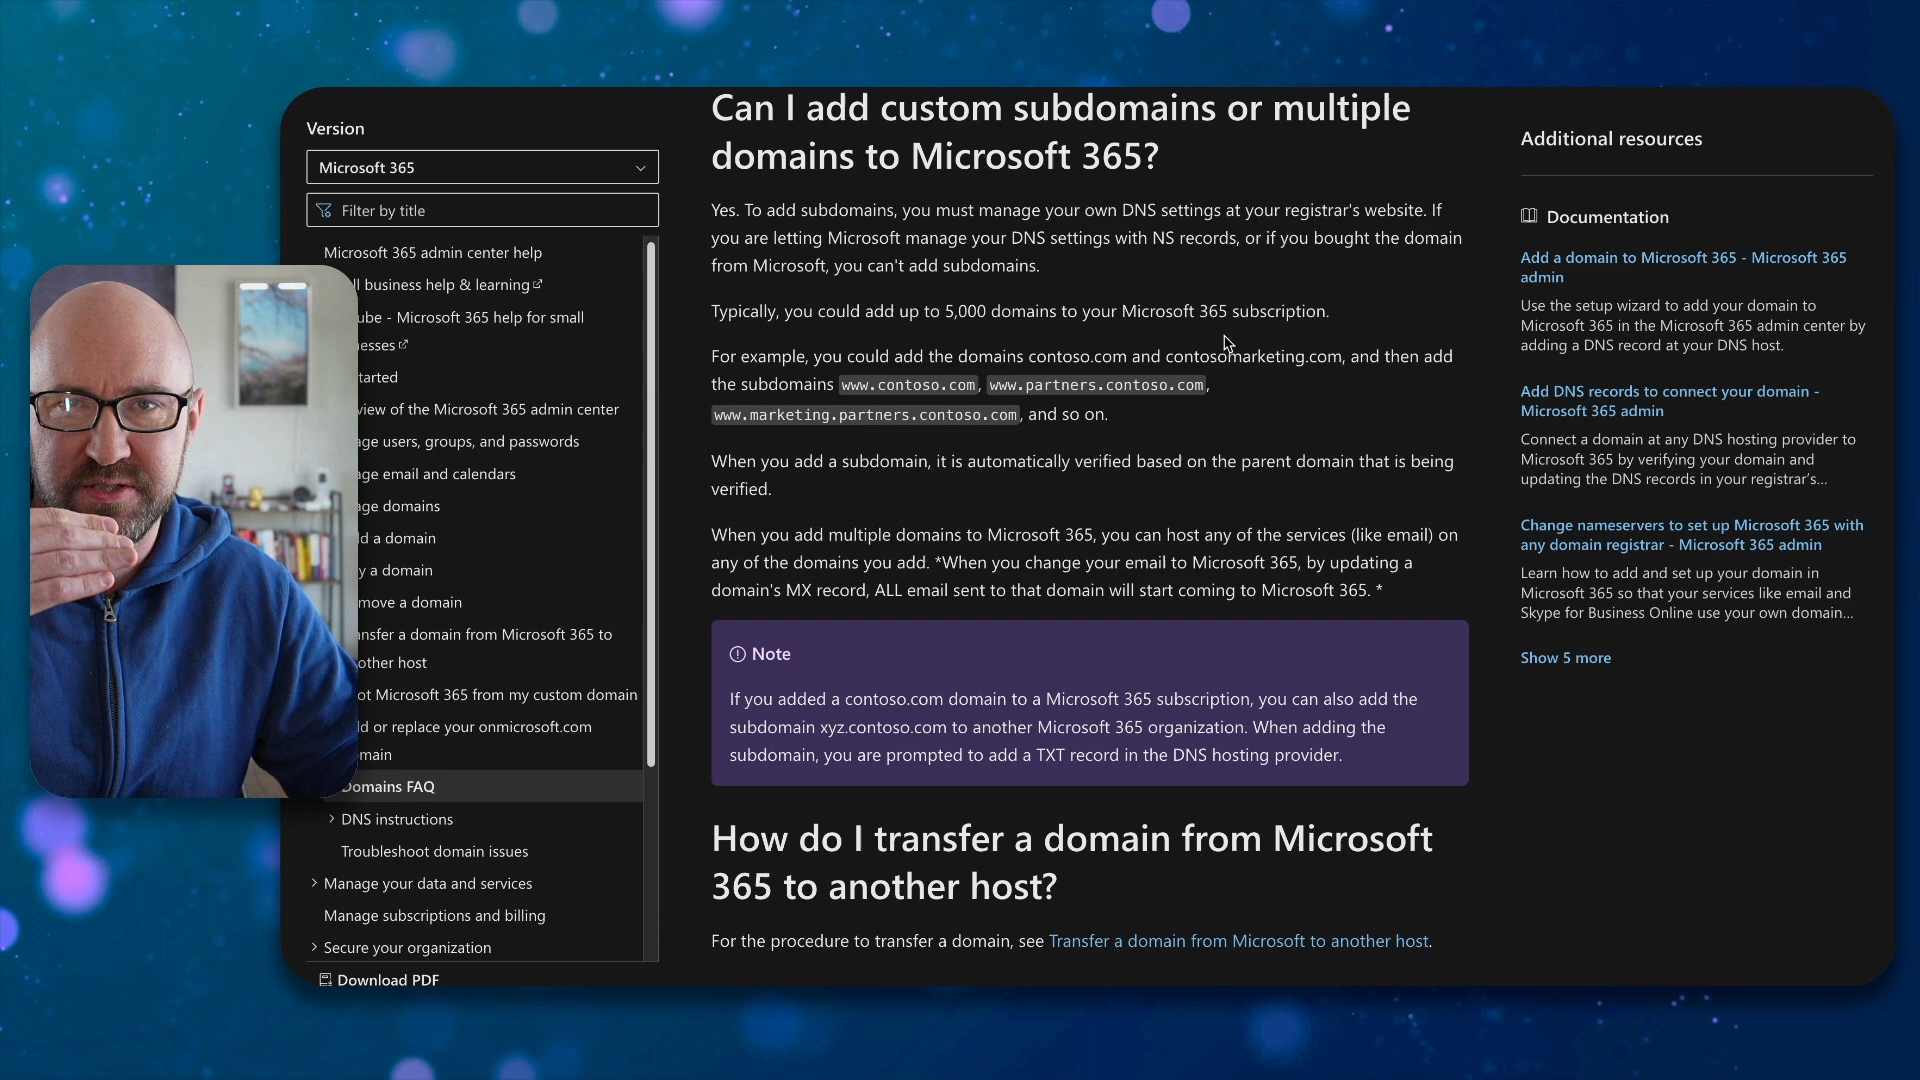 Version
Microsoft 365
Filter by title
Microsoft 365 admin center help
business help & learning
- Microsoft 365 help for small
view of the Microsoft 365 admin center
users, groups, and passwords
email and calendars
domains
a domain
a domain
a domain
a domain from Microsoft 365 to
other host
Microsoft 365 from my custom domain
or replace your onmicrosoft.com
Domains FAQ
DNS instructions
Troubleshoot domain issues
Manage your data and services
Manage subscriptions and billing
Secure your organization
Download PDF
Can I add custom subdomains or multiple
domains to Microsoft 365?
Yes. To add subdomains, you must manage your own DNS settings at your registrar's website. If
you are letting Microsoft manage your DNS settings with NS records, or if you bought the domain
from Microsoft, you can't add subdomains.
Typically, you could add up to 5,000 domains to your Microsoft 365 subscription.
For example, you could add the domains contoso.com and contosomarketing.com, and then add
the subdomains www.contoso.com, www.partners.contoso.com,
www.marketing.partners.contoso.com, and so on.
When you add a subdomain, it is automatically verified based on the parent domain that is being
verified.
When you add multiple domains to Microsoft 365, you can host any of the services (like email) on
any of the domains you add. *When you change your email to Microsoft 365, by updating a
domain's MX record, ALL email sent to that domain will start coming to Microsoft 365. *
Note
If you added a contoso.com domain to a Microsoft 365 subscription, you can also add the
subdomain xyz.contoso.com to another Microsoft 365 organization. When adding the
subdomain, you are prompted to add a TXT record in the DNS hosting provider.
How do I transfer a domain from Microsoft
365 to another host?
For the procedure to transfer a domain, see Transfer a domain from Microsoft to another host.
Additional resources
Documentation
Add a domain to Microsoft 365 - Microsoft 365
admin
Use the setup wizard to add your domain to
Microsoft 365 in the Microsoft 365 admin center by
adding a DNS record at your DNS host.
Add DNS records to connect your domain -
Microsoft 365 admin
Connect a domain at any DNS hosting provider to
Microsoft 365 by verifying your domain and
updating the DNS records in your registrar's...
Change nameservers to set up Microsoft 365 with
any domain registrar - Microsoft 365 admin
Learn how to add and set up your domain in
Microsoft 365 so that your services like email and
Skype for Business Online use your own domain...
Show 5 more